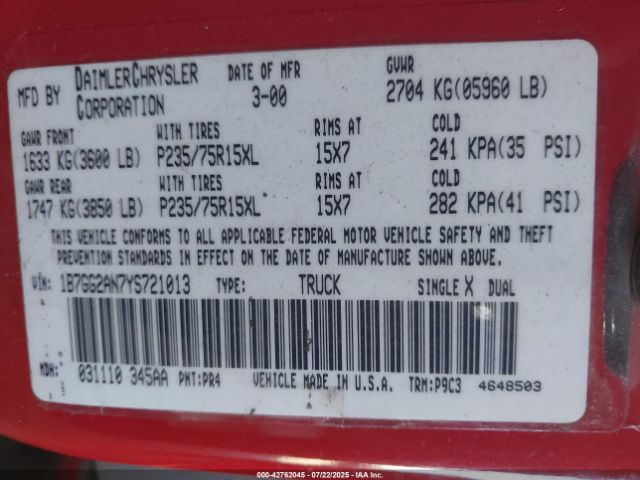 MFD BY DAIMLERCHRYSLER CORPORATION DATE OF MFR 3-00 GVWR 2704 KG(05960 LB)
GAWR FRONT WITH TIRES RIMS AT COLD
1633 KG(3600 LB) P235/75R15XL 15X7 241 KPA(35 PSI)
GAWR REAR WITH TIRES RIMS AT COLD
1747 KG(3850 LB) P235/75R15XL 15X7 282 KPA(41 PSI)
THIS VEHICLE CONFORMS TO ALL APPLICABLE FEDERAL MOTOR VEHICLE SAFETY AND THEFT
PREVENTION STANDARDS IN EFFECT ON THE DATE OF MANUFACTURE SHOWN ABOVE.
VIN: 1B7GG2AN7YS721013 TYPE: TRUCK SINGLE X DUAL
MDH: 031110 345AA PNT:PR4 VEHICLE MADE IN U.S.A. TRM:P9C3 4648503
00-42762045 - 07/22/2025 - IAAI.COM